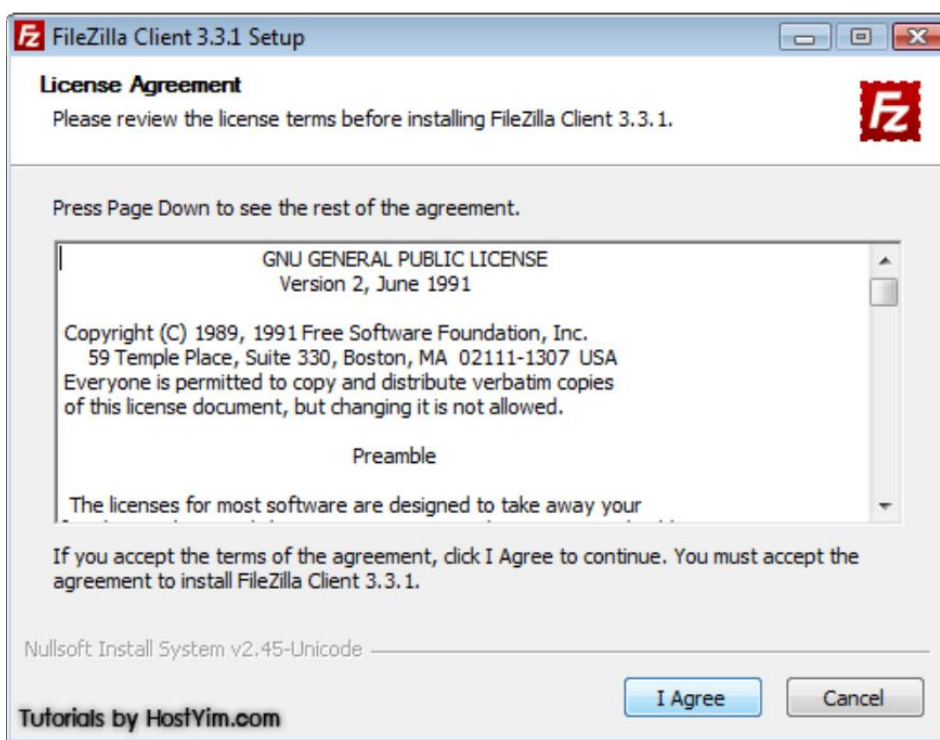 Fz FileZilla Client 3.3.1 Setup
License Agreement
Please review the license terms before installing FileZilla Client 3.3.1.
Fz
Press Page Down to see the rest of the agreement.
GNU GENERAL PUBLIC LICENSE
Version 2, June 1991
Copyright (C) 1989, 1991 Free Software Foundation, Inc.
59 Temple Place, Suite 330, Boston, MA 02111-1307 USA
Everyone is permitted to copy and distribute verbatim copies
of this license document, but changing it is not allowed.
Preamble
The licenses for most software are designed to take away your
If you accept the terms of the agreement, click I Agree to continue. You must accept the
agreement to install FileZilla Client 3.3.1.
Nullsoft Install System v2.45-Unicode
I Agree Cancel
Tutorials by HostYim.com